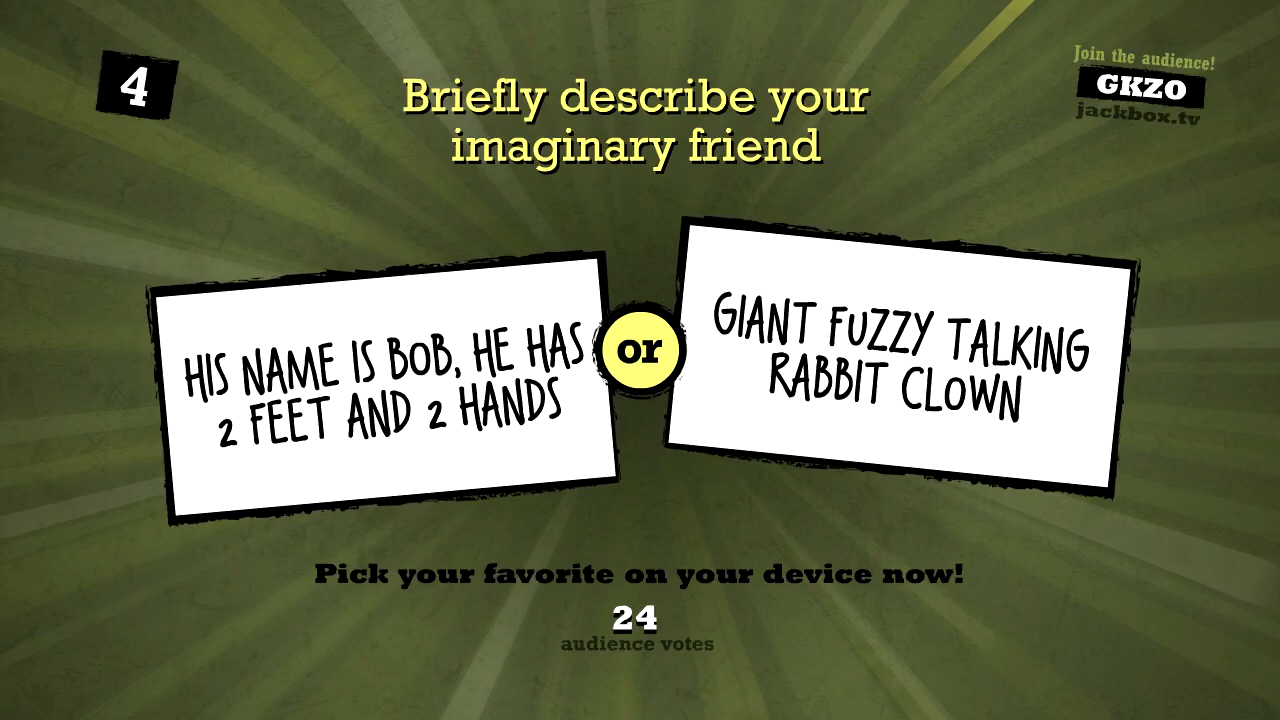 4
Briefly describe your
imaginary friend
Join the audience!
GKZO
jackbox.tv
HIS NAME IS BOB, HE HAS
2 FEET AND 2 HANDS
or
GIANT FUZZY TALKING
RABBIT CLOWN
Pick your favorite on your device now!
24
audience votes